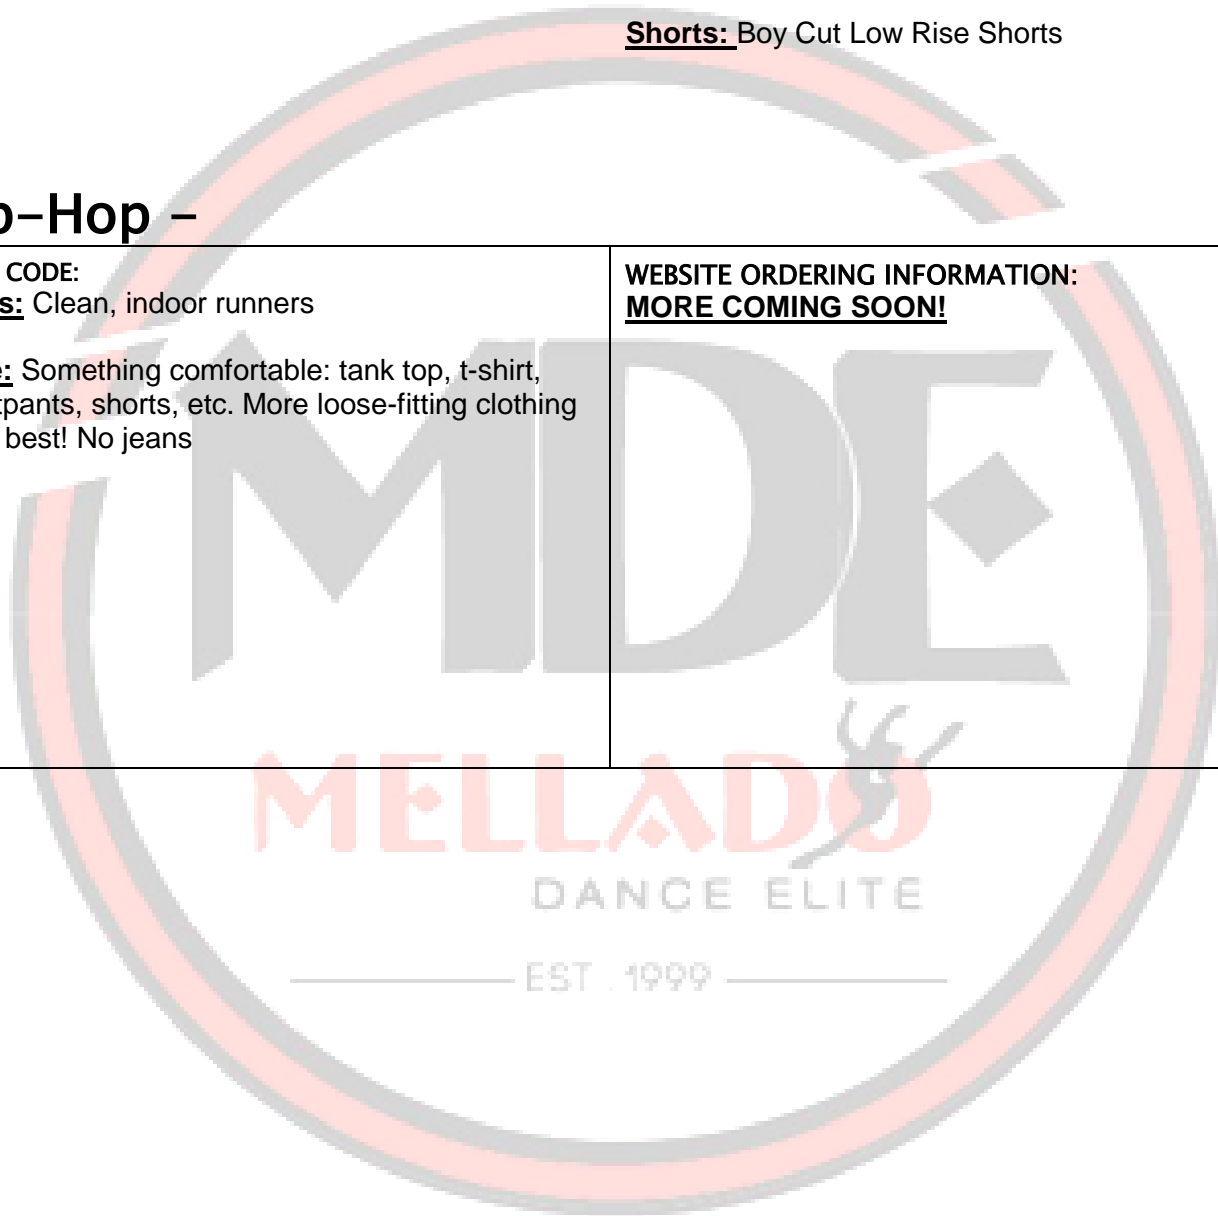 Shorts: Boy Cut Low Rise Shorts
p-Hop –
CODE:
s: Clean, indoor runners
e: Something comfortable: tank top, t-shirt,
tpants, shorts, etc. More loose-fitting clothing
best! No jeans
WEBSITE ORDERING INFORMATION:
MORE COMING SOON!
MDE
MELLADO
DANCE ELITE
EST. 1999